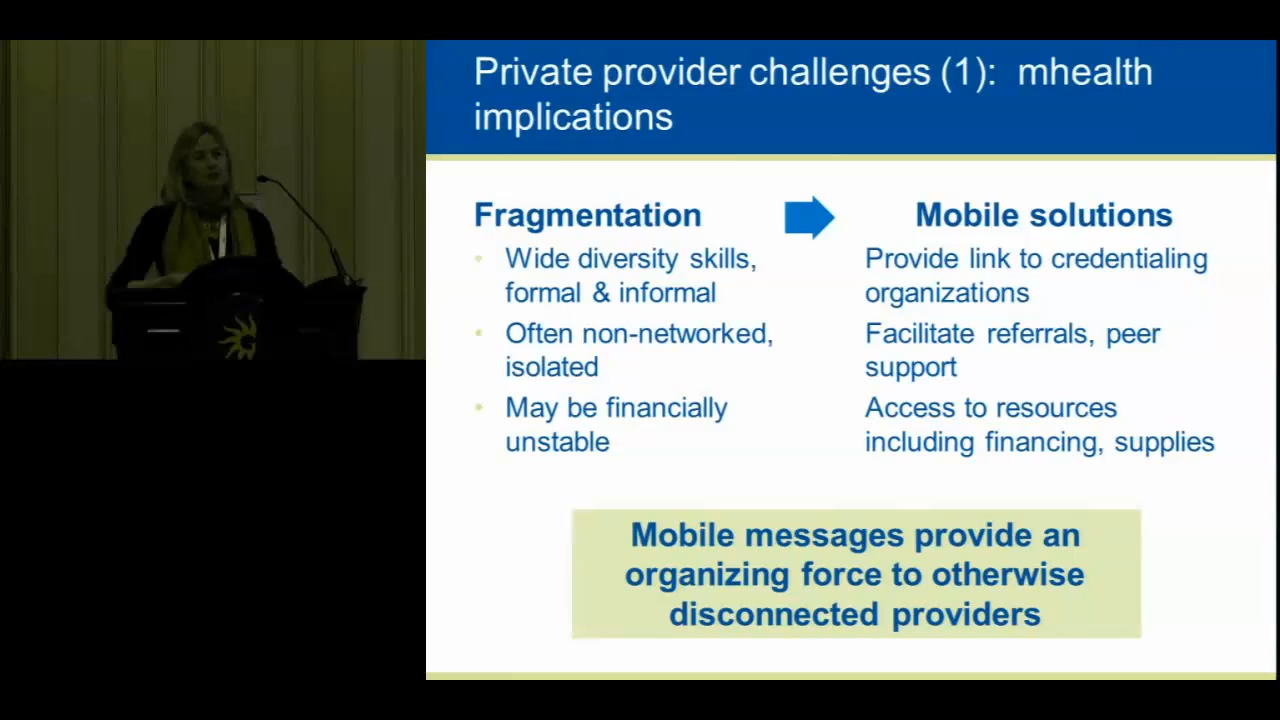 Private provider challenges (1): mhealth
implications
Fragmentation
Mobile solutions
• Wide diversity skills,
formal & informal
Provide link to credentialing
organizations
• Often non-networked,
isolated
Facilitate referrals, peer
support
• May be financially
unstable
Access to resources
including financing, supplies
Mobile messages provide an
organizing force to otherwise
disconnected providers